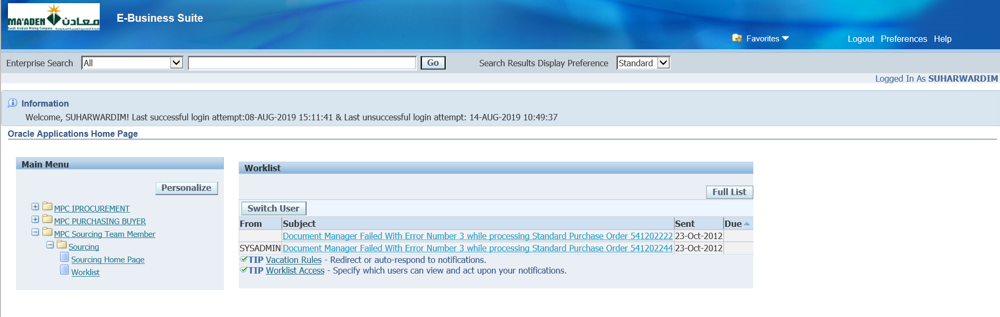 MA'ADEN معادن
Saudi Arabian Mining Company
E-Business Suite
Favorites
Logout Preferences Help
Enterprise Search All Go Search Results Display Preference Standard
Logged In As SUHARWARDIM
Information
Welcome, SUHARWARDIM! Last successful login attempt:08-AUG-2019 15:11:41 & Last unsuccessful login attempt: 14-AUG-2019 10:49:37
Oracle Applications Home Page
Main Menu
Personalize
MPC IPROCUREMENT
MPC PURCHASING BUYER
MPC Sourcing Team Member
Sourcing
Sourcing Home Page
Worklist
Worklist
Full List
Switch User
From Subject Sent Due
Document Manager Failed With Error Number 3 while processing Standard Purchase Order 541202222 23-Oct-2012
SYSADMIN Document Manager Failed With Error Number 3 while processing Standard Purchase Order 541202244 23-Oct-2012
TIP Vacation Rules - Redirect or auto-respond to notifications.
TIP Worklist Access - Specify which users can view and act upon your notifications.